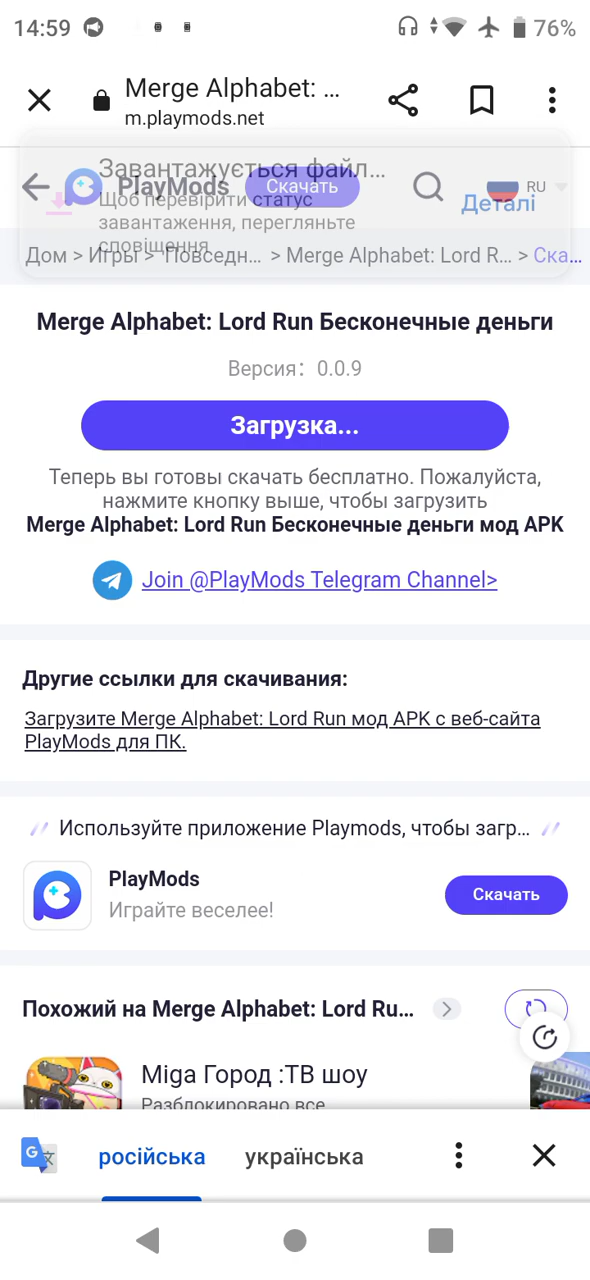 14:59
76%
Merge Alphabet: ...
m.playmods.net
Завантажується файл...
PlayMods
Скачать
RU
Щоб перевірити статус
завантаження, перегляньте
сповіщення
Деталі
Дом > Игры > Повседн... > Merge Alphabet: Lord R... > Ска...
Merge Alphabet: Lord Run Бесконечные деньги
Версия: 0.0.9
Загрузка...
Теперь вы готовы скачать бесплатно. Пожалуйста,
нажмите кнопку выше, чтобы загрузить
Merge Alphabet: Lord Run Бесконечные деньги мод APK
Join @PlayMods Telegram Channel>
Другие ссылки для скачивания:
Загрузите Merge Alphabet: Lord Run мод APK с веб-сайта
PlayMods для ПК.
Используйте приложение Playmods, чтобы загр...
PlayMods
Играйте веселее!
Скачать
Похожий на Merge Alphabet: Lord Ru...
Miga Город :ТВ шоу
Разблокировано все
російська
українська